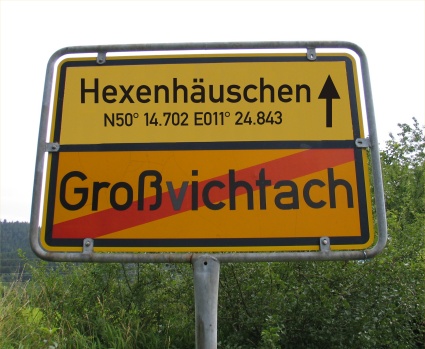 Hexenhäuschen
N50° 14.702 E011° 24.843
Großvichtach